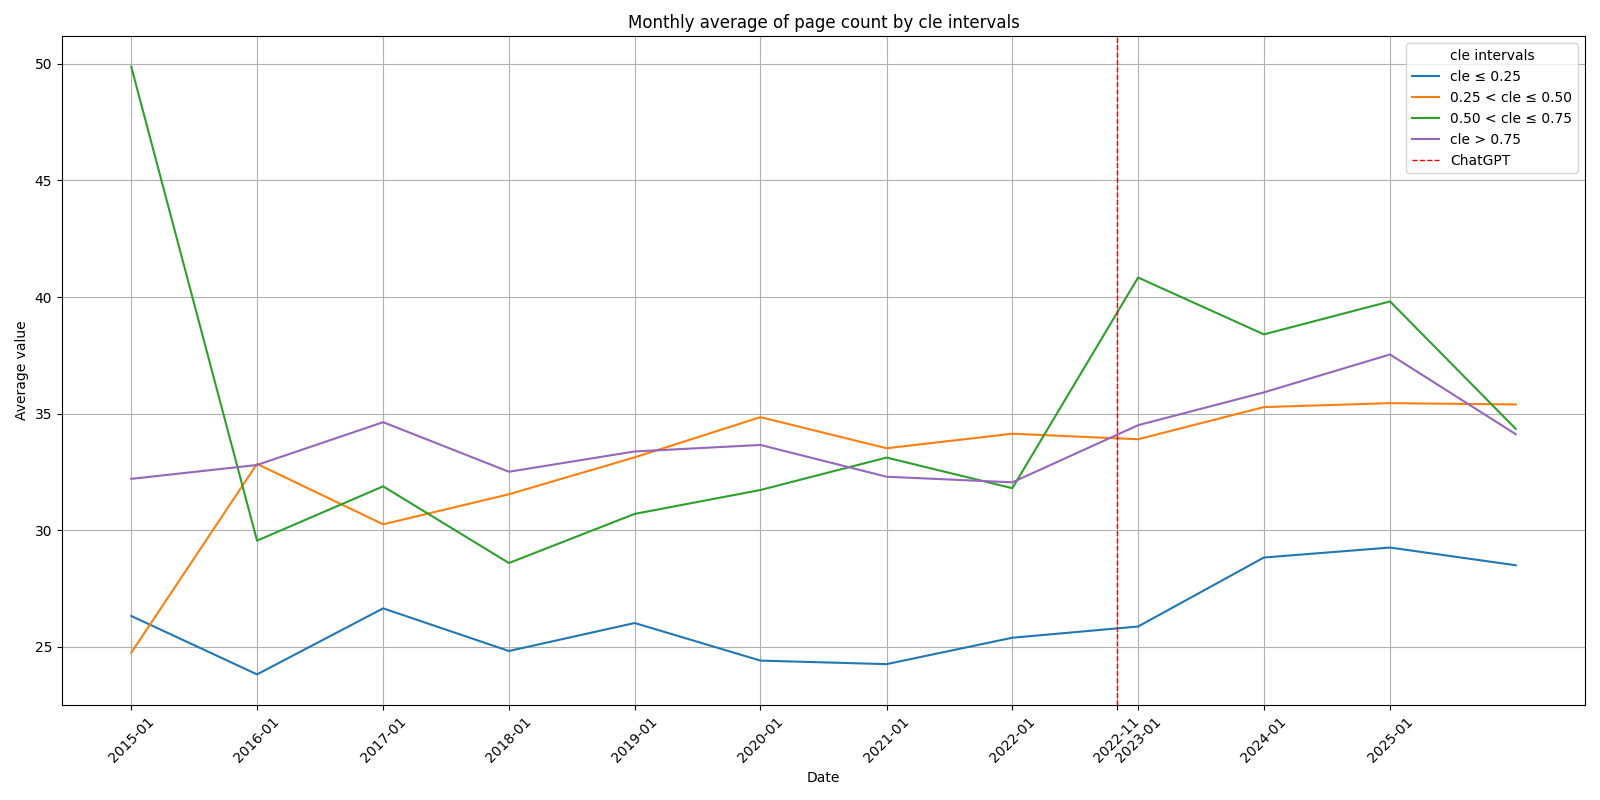 Monthly average of page count by cle intervals
cle intervals
cle ≤ 0.25
0.25 < cle ≤ 0.50
0.50 < cle ≤ 0.75
cle > 0.75
ChatGPT
Average value
50
45
40
35
30
25
2015-01
2016-01
2017-01
2018-01
2019-01
2020-01
2021-01
2022-01
2022-11
2023-01
2024-01
2025-01
Date